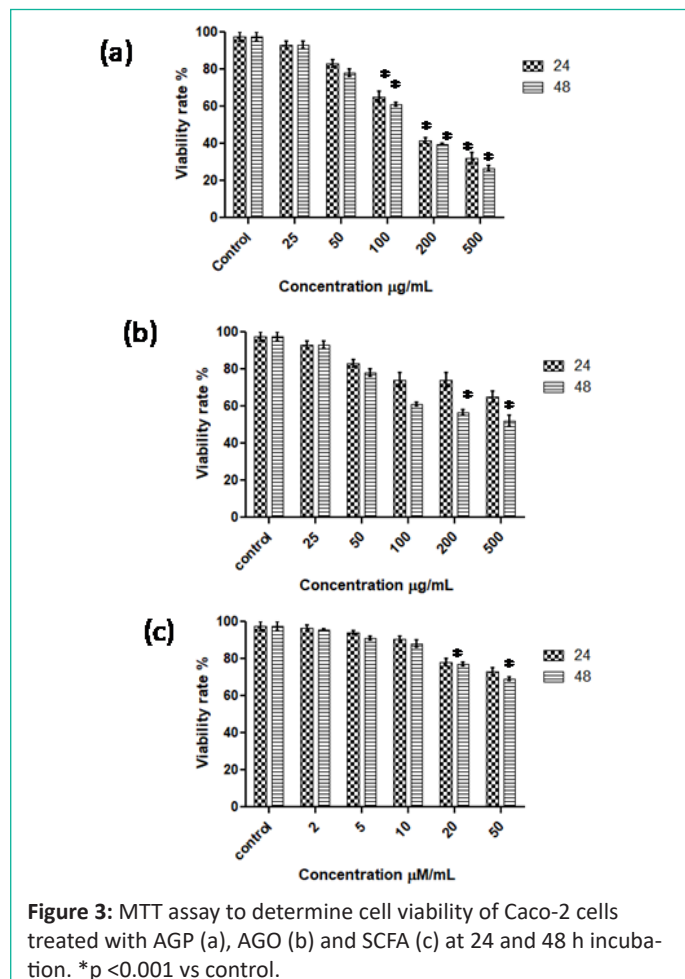 (a)
Viability rate %
100
80
60
40
20
0
* * * * * *
24
48
Control 25 50 100 200 500
Concentration µg/mL
(b)
Viability rate %
100
80
60
40
20
0
* *
24
48
control 25 50 100 200 500
Concentration µg/mL
(c)
Viability rate %
100
80
60
40
20
0
* *
24
48
control 2 5 10 20 50
Concentration µM/mL
Figure 3: MTT assay to determine cell viability of Caco-2 cells
treated with AGP (a), AGO (b) and SCFA (c) at 24 and 48 h incuba-
tion. *p <0.001 vs control.